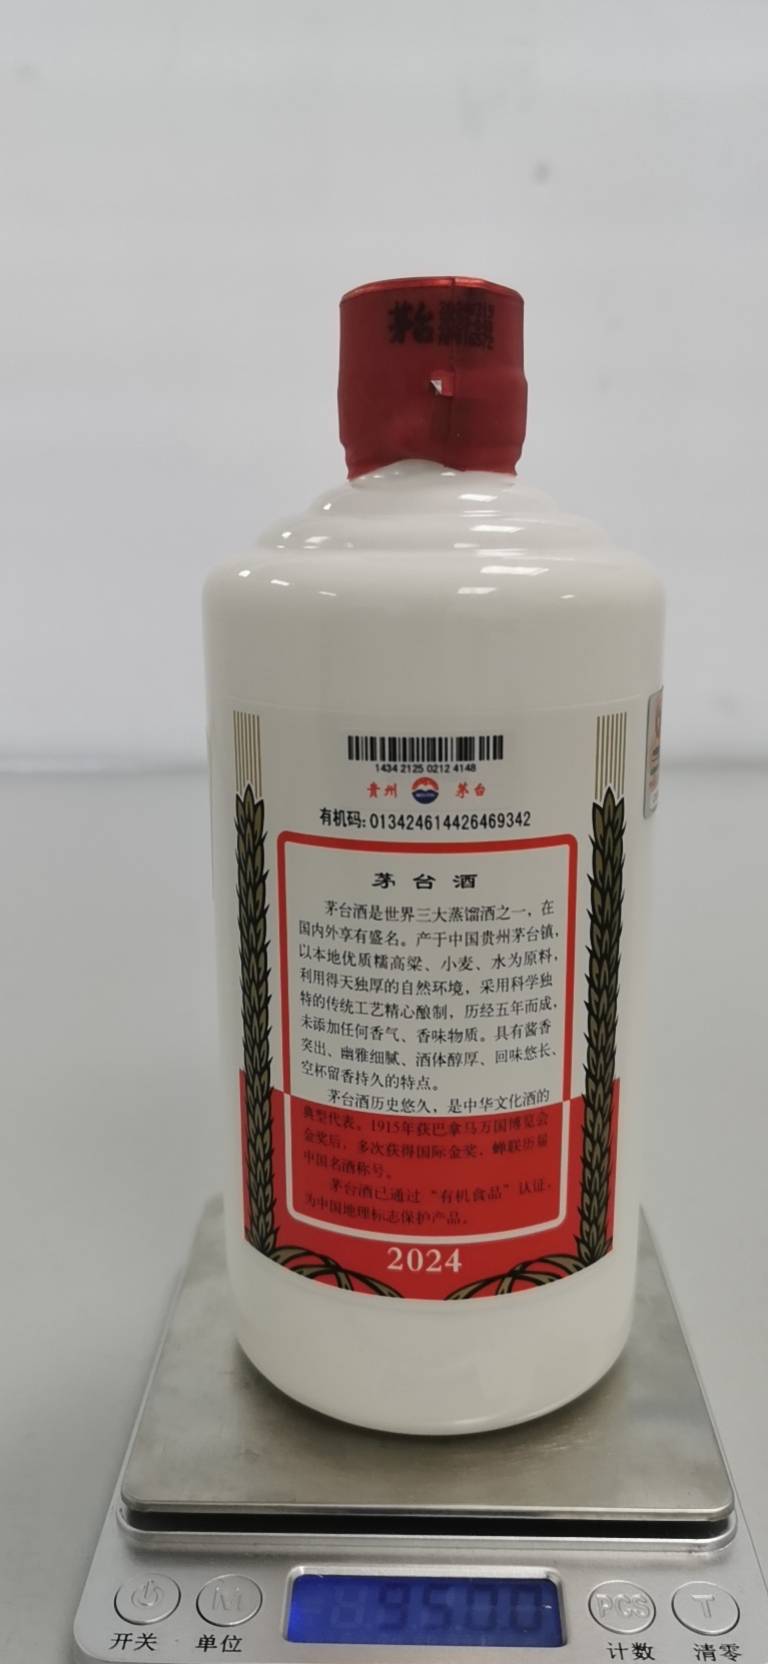 茅台
1434 2125 0212 4148
贵州 茅台
有机码: 013424614426469342
茅台酒
茅台酒是世界三大蒸馏酒之一，在
国内外享有盛名。产于中国贵州茅台镇，
以本地优质糯高粱、小麦、水为原料，
利用得天独厚的自然环境，采用科学独
特的传统工艺精心酿制，历经五年而成，
未添加任何香气、香味物质。具有酱香
突出、幽雅细腻、酒体醇厚、回味悠长、
空杯留香持久的特点。
茅台酒历史悠久，是中华文化酒的
典型代表。1915年获巴拿马万国博览会
金奖后，多次获得国际金奖，蝉联历届
中国名酒称号。
茅台酒已通过“有机食品”认证，
为中国地理标志保护产品。
2024
M PCS T
开关 单位 计数 清零